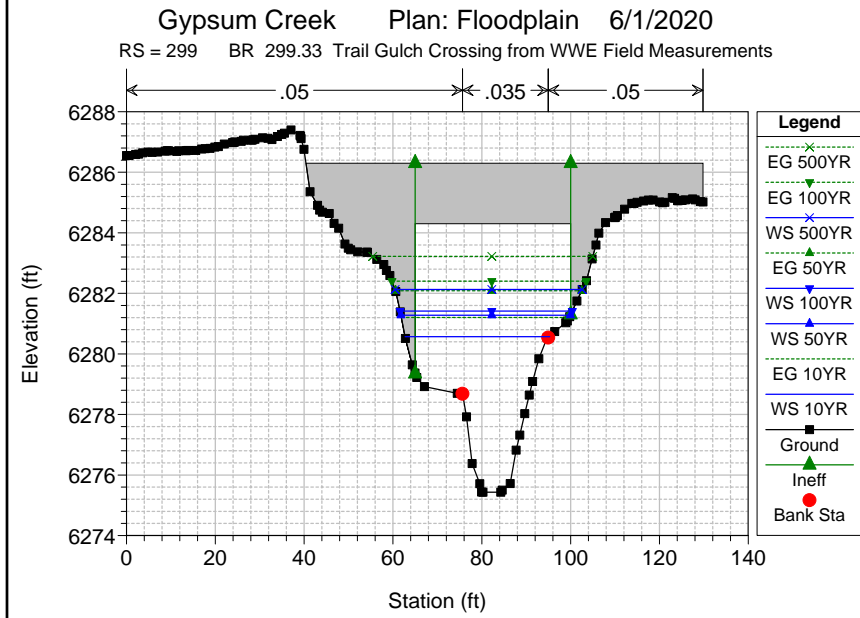 Gypsum Creek Plan: Floodplain 6/1/2020
RS = 299 BR 299.33 Trail Gulch Crossing from WWE Field Measurements
.05 .035 .05
6288
6286
6284
6282
6280
6278
6276
6274
Elevation (ft)
0 20 40 60 80 100 120 140
Station (ft)
Legend
EG 500YR
EG 100YR
WS 500YR
EG 50YR
WS 100YR
WS 50YR
EG 10YR
WS 10YR
Ground
Ineff
Bank Sta